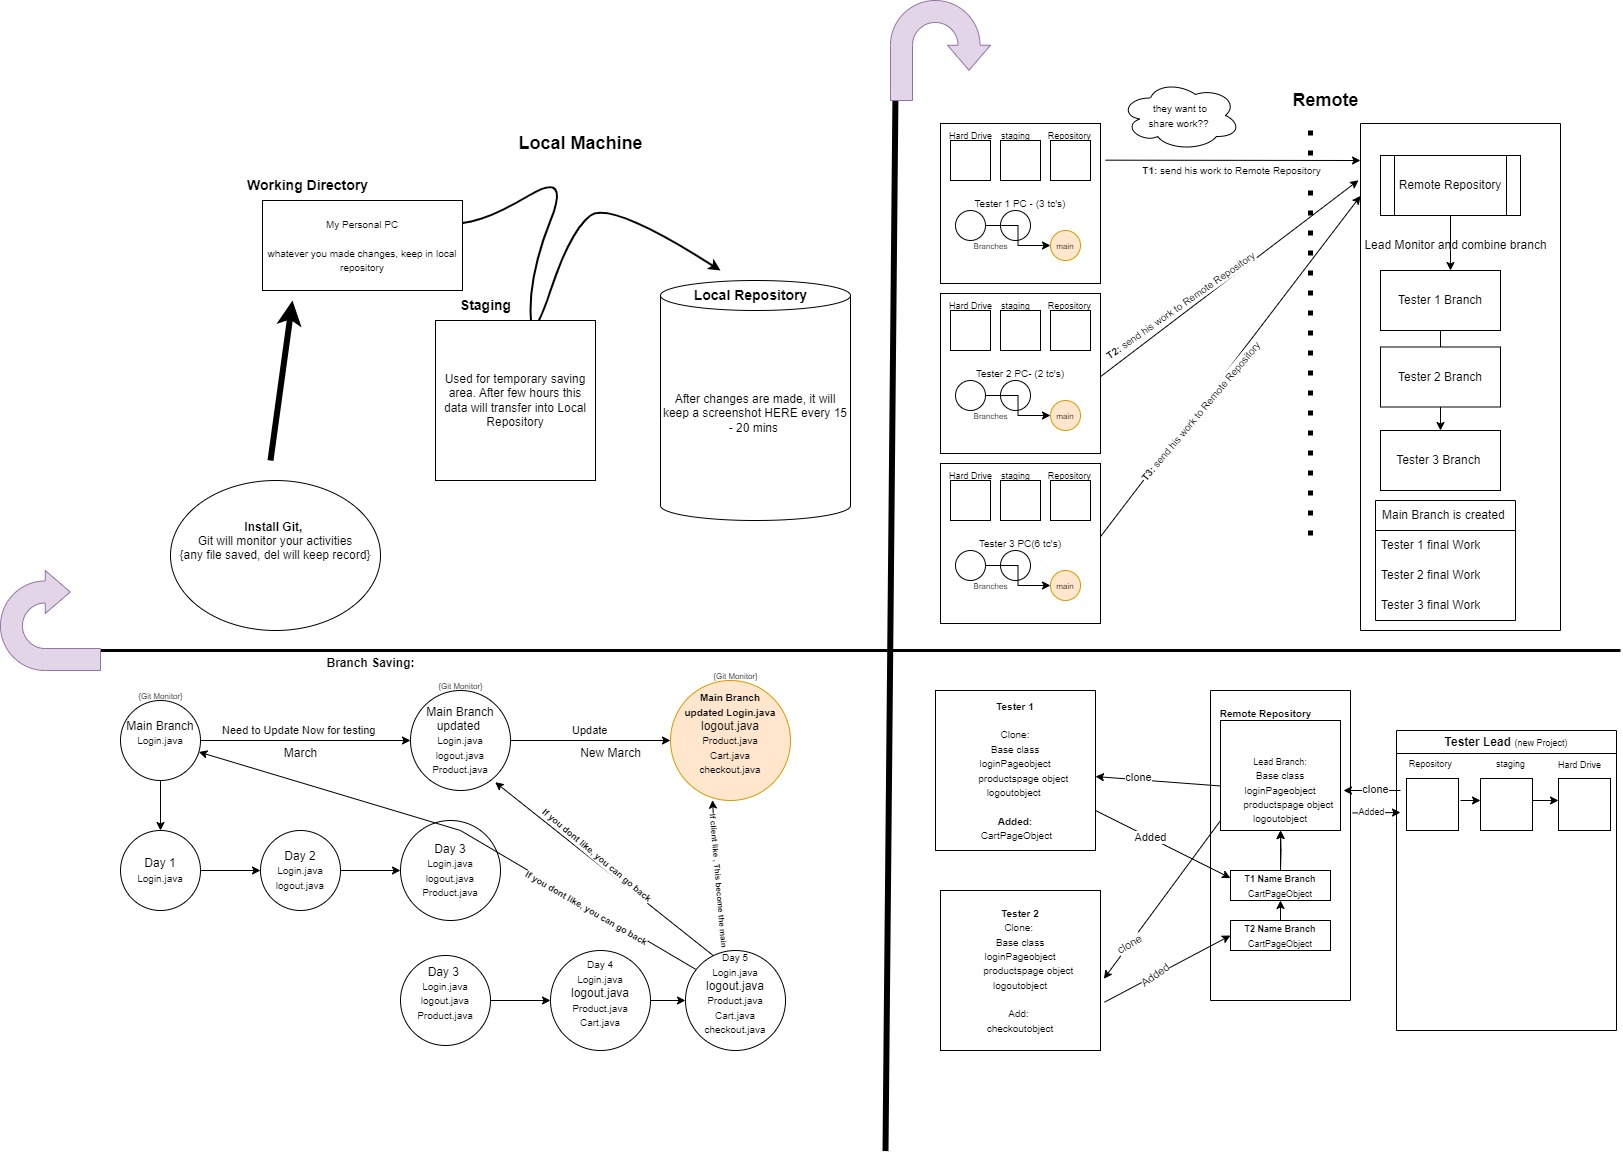 Local Machine
Working Directory
My Personal PC
whatever you made changes, keep in local
repository
Staging
Used for temporary saving
area. After few hours this
data will transfer into Local
Repository
Local Repository
After changes are made, it will
keep a screenshot HERE every 15
- 20 mins
Install Git,
Git will monitor your activities
{any file saved, del will keep record}
they want to
share work??
Remote
Hard Drive
staging
Repository
Tester 1 PC - (3 tc's)
Branches
main
T1: send his work to Remote Repository
Hard Drive
staging
Repository
Tester 2 PC- (2 tc's)
Branches
main
T2: send his work to Remote Repository
Hard Drive
staging
Repository
Tester 3 PC(6 tc's)
Branches
main
T3: send his work to Remote Repository
Remote Repository
Lead Monitor and combine branch
Tester 1 Branch
Tester 2 Branch
Tester 3 Branch
Main Branch is created
Tester 1 final Work
Tester 2 final Work
Tester 3 final Work
Branch Saving:
{Git Monitor}
Main Branch
Login.java
Need to Update Now for testing
March
{Git Monitor}
Main Branch
updated
Login.java
logout.java
Product.java
Update
New March
{Git Monitor}
Main Branch
updated Login.java
logout.java
Product.java
Cart.java
checkout.java
Day 1
Login.java
Day 2
Login.java
logout.java
Day 3
Login.java
logout.java
Product.java
If you dont like, you can go back
If you dont like, you can go back
If client like , This become the main
Day 3
Login.java
logout.java
Product.java
Day 4
Login.java
logout.java
Product.java
Cart.java
Day 5
Login.java
logout.java
Product.java
Cart.java
checkout.java
Tester 1
Clone:
Base class
loginPageobject
productspage object
logoutobject
Added:
CartPageObject
clone
Added
Tester 2
Clone:
Base class
loginPageobject
productspage object
logoutobject
Add:
checkoutobject
clone
Added
Remote Repository
Lead Branch:
Base class
loginPageobject
productspage object
logoutobject
T1 Name Branch
CartPageObject
T2 Name Branch
CartPageObject
clone
Added
Tester Lead (new Project)
Repository
staging
Hard Drive